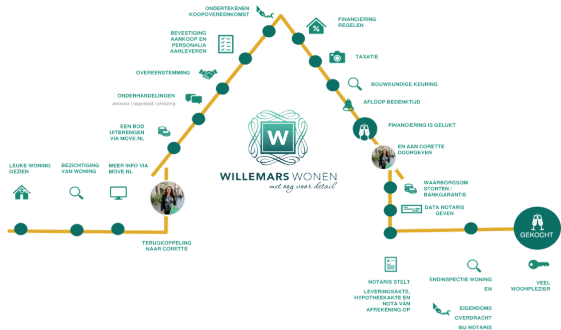 ONDERTEKENEN
KOOPOVEREENKOMST
BEVESTIGING
AANKOOP EN
PERSONALIA
AANLEVEREN
OVEREENSTEMMING
ONDERHANDELINGEN
akkoord | tegenbod | afwijzing
EEN BOD
UITBRENGEN
VIA MOVE.NL
LEUKE WONING
GEZIEN
BEZICHTIGING
VAN WONING
MEER INFO VIA
MOVE.NL
TERUGKOPPELING
NAAR CORETTE
W
WILLEMARS WONEN
met oog voor detail
FINANCIERING
REGELEN
TAXATIE
BOUWKUNDIGE KEURING
AFLOOP BEDENKTIJD
FINANCIERING IS GELUKT
EN AAN CORETTE
DOORGEVEN
WAARBORGSOM
STORTEN /
BANKGARANTIE
DATA NOTARIS
GEVEN
GEKOCHT
NOTARIS STELT
LEVERINGSAKTE,
HYPOTHEEKAKTE EN
NOTA VAN
AFREKENING OP
EINDINSPECTIE WONING
EN
EIGENDOMS
OVERDRACHT
BIJ NOTARIS
VEEL
WOONPLEZIER